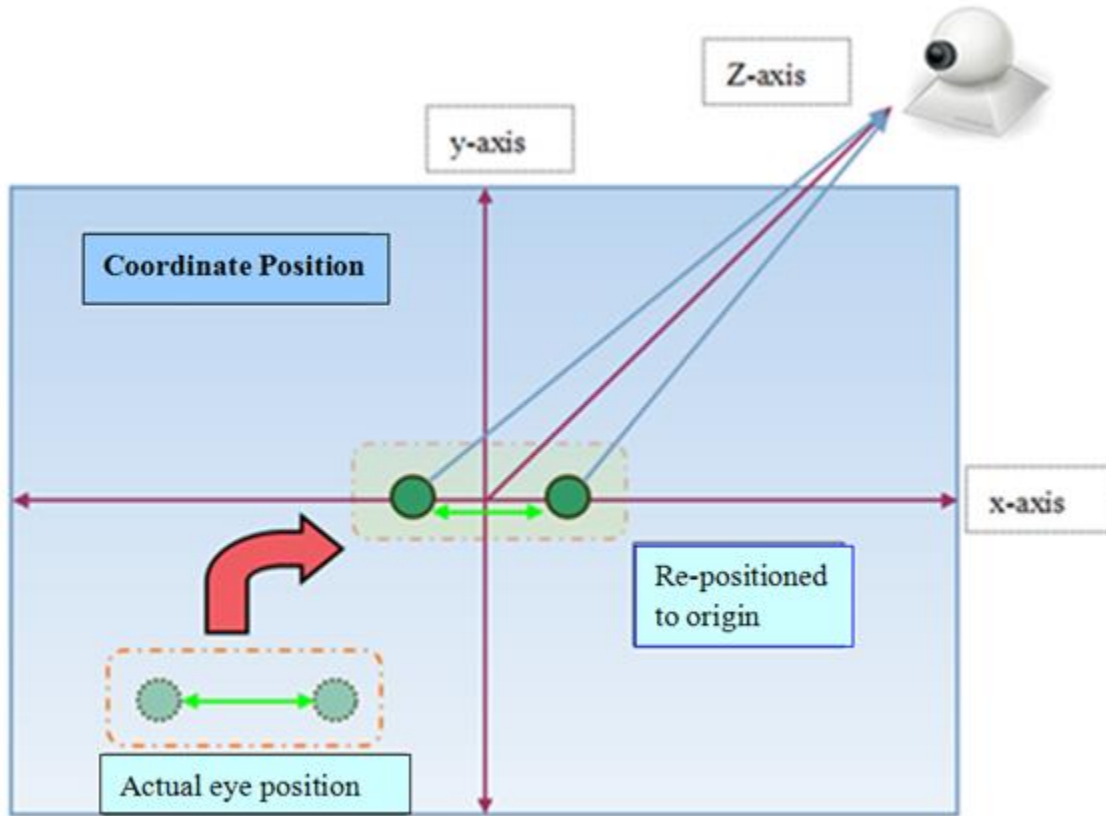 Z-axis
y-axis
Coordinate Position
x-axis
Re-positioned
to origin
Actual eye position